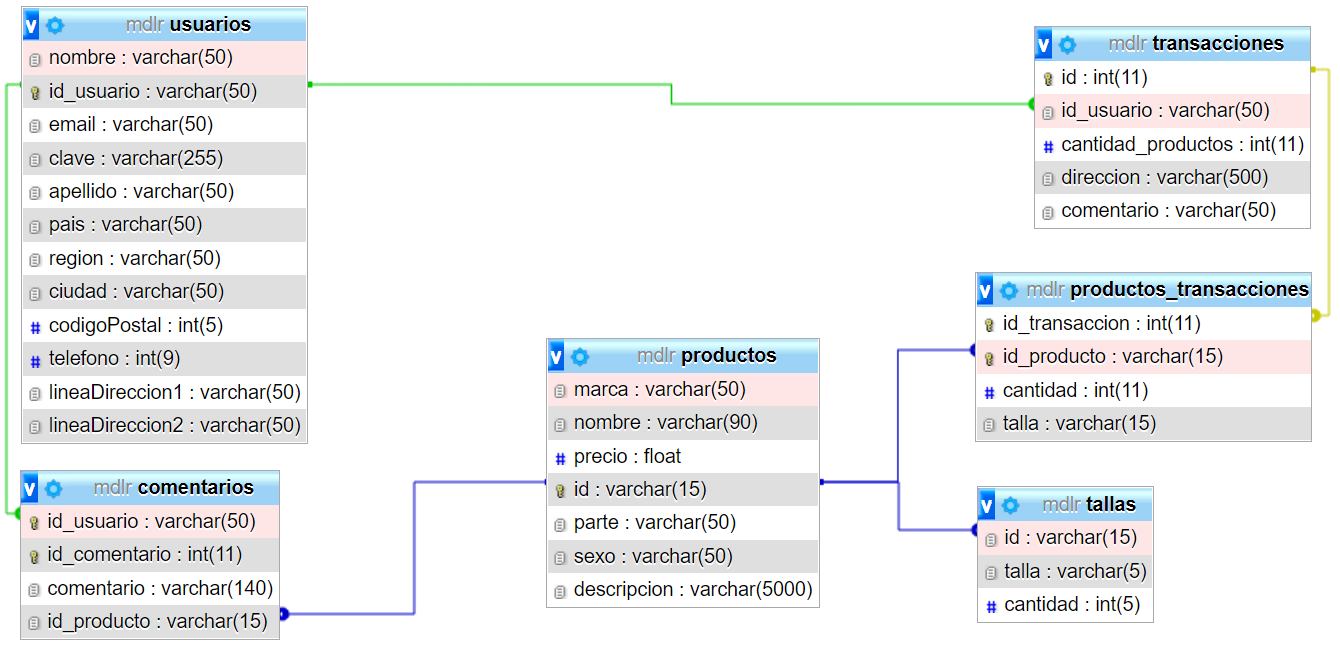 v mdlr usuarios
nombre : varchar(50)
id_usuario : varchar(50)
email : varchar(50)
clave : varchar(255)
apellido : varchar(50)
pais : varchar(50)
region : varchar(50)
ciudad : varchar(50)
# codigoPostal : int(5)
# telefono : int(9)
lineaDireccion1 : varchar(50)
lineaDireccion2 : varchar(50)
v mdlr comentarios
id_usuario : varchar(50)
id_comentario : int(11)
comentario : varchar(140)
id_producto : varchar(15)
v mdlr productos
marca : varchar(50)
nombre : varchar(90)
# precio : float
id : varchar(15)
parte : varchar(50)
sexo : varchar(50)
descripcion : varchar(5000)
v mdlr transacciones
id : int(11)
id_usuario : varchar(50)
# cantidad_productos : int(11)
direccion : varchar(500)
comentario : varchar(50)
v mdlr productos_transacciones
id_transaccion : int(11)
id_producto : varchar(15)
# cantidad : int(11)
talla : varchar(15)
v mdlr tallas
id : varchar(15)
talla : varchar(5)
# cantidad : int(5)